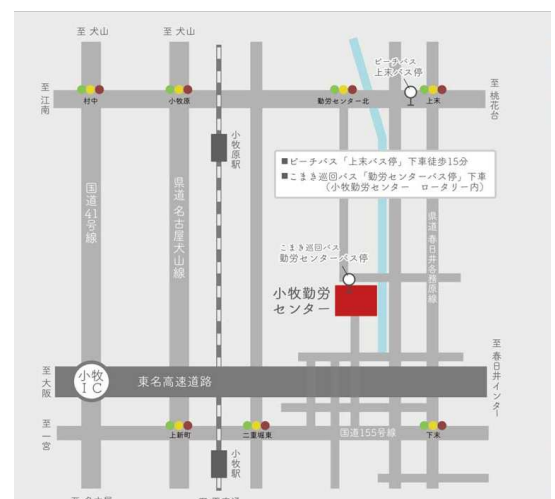 至 犬山
至 犬山
ピーチバス
上末バス停
至 江南
村中
小牧原
勤労センター北
上末
至 桃花台
小牧原駅
■ピーチバス「上末バス停」下車徒歩15分
■こまき巡回バス「勤労センターバス停」下車
（小牧勤労センター　ロータリー内）
国道41号線
県道 名古屋犬山線
県道 春日井各務原線
こまき巡回バス
勤労センターバス停
小牧勤労
センター
至 大阪
小牧
IC
東名高速道路
至 春日井インター
至 一宮
上新町
二重堀東
国道155号線
下末
小牧駅